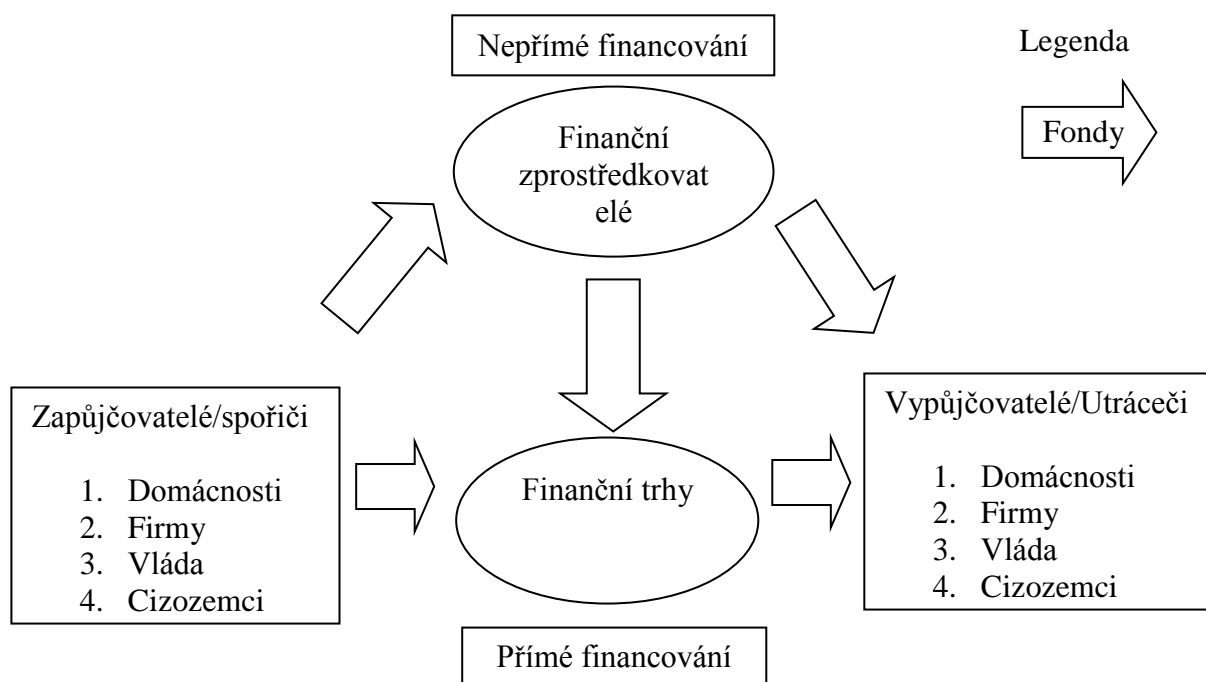 Nepřímé financování
Legenda
Fondy
Finanční
zprostředkovat
elé
Zapůjčovatelé/spořiči
1. Domácnosti
2. Firmy
3. Vláda
4. Cizozemci
Finanční trhy
Vypůjčovatelé/Utráceči
1. Domácnosti
2. Firmy
3. Vláda
4. Cizozemci
Přímé financování